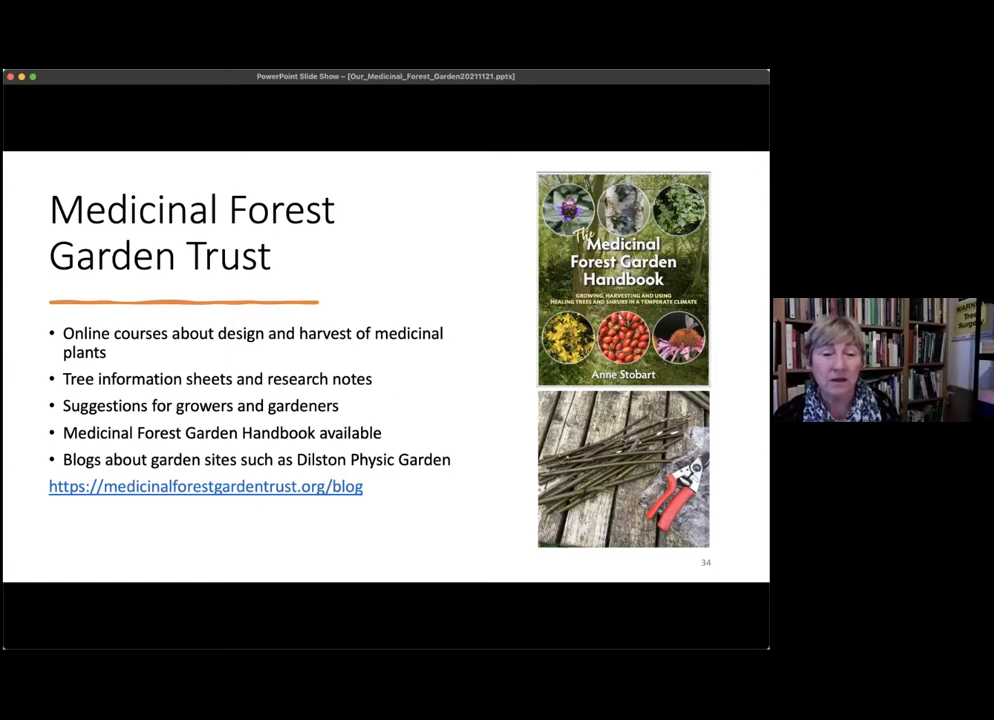 PowerPoint Slide Show – [Our_Medicinal_Forest_Garden20211121.pptx]
Medicinal Forest
Garden Trust
• Online courses about design and harvest of medicinal
plants
• Tree information sheets and research notes
• Suggestions for growers and gardeners
• Medicinal Forest Garden Handbook available
• Blogs about garden sites such as Dilston Physic Garden
https://medicinalforestgardentrust.org/blog
The
Medicinal
Forest Garden
Handbook
GROWING, HARVESTING AND USING
HEALING TREES AND SHRUBS IN A TEMPERATE CLIMATE
Anne Stobart
34
Tree